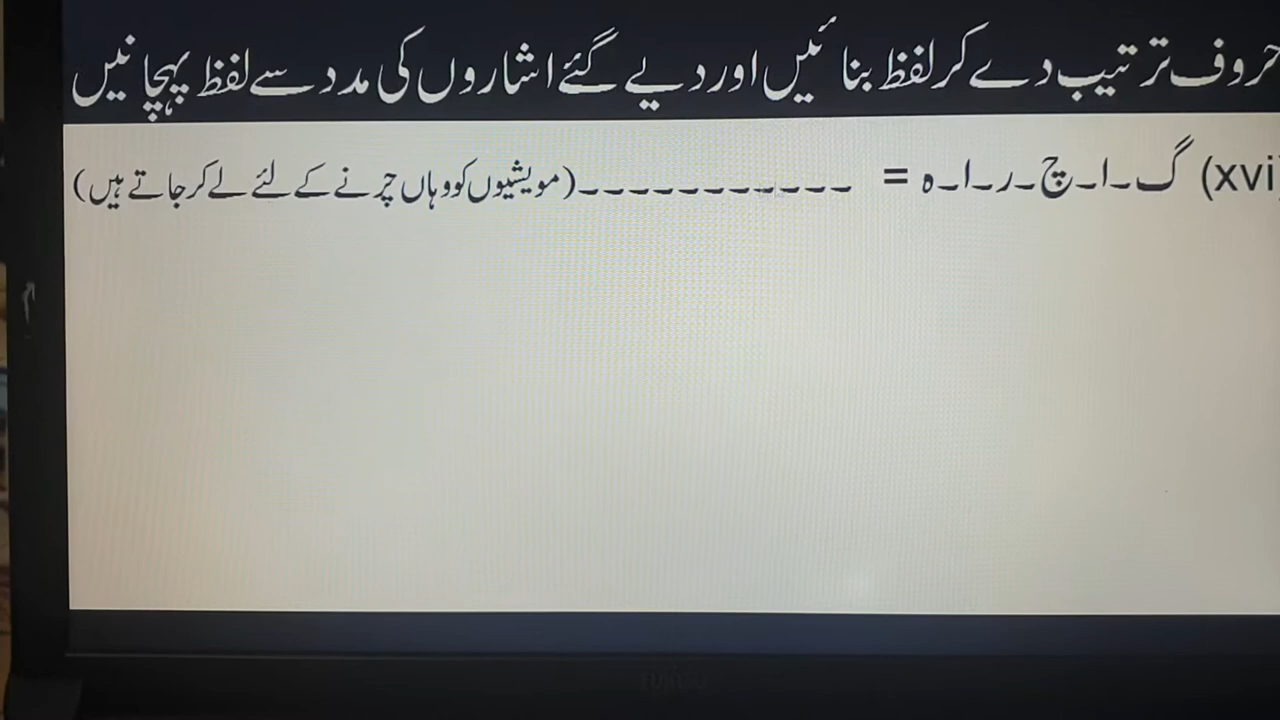 حروف ترتیب دے کر لفظ بنائیں اور دیے گئے اشاروں کی مدد سے لفظ پہچانیں
(xvi) گ-ا-چ-ر-ا-ہ = ----------- (مویشیوں کو وہاں چرنے کے لئے لے کر جاتے ہیں)